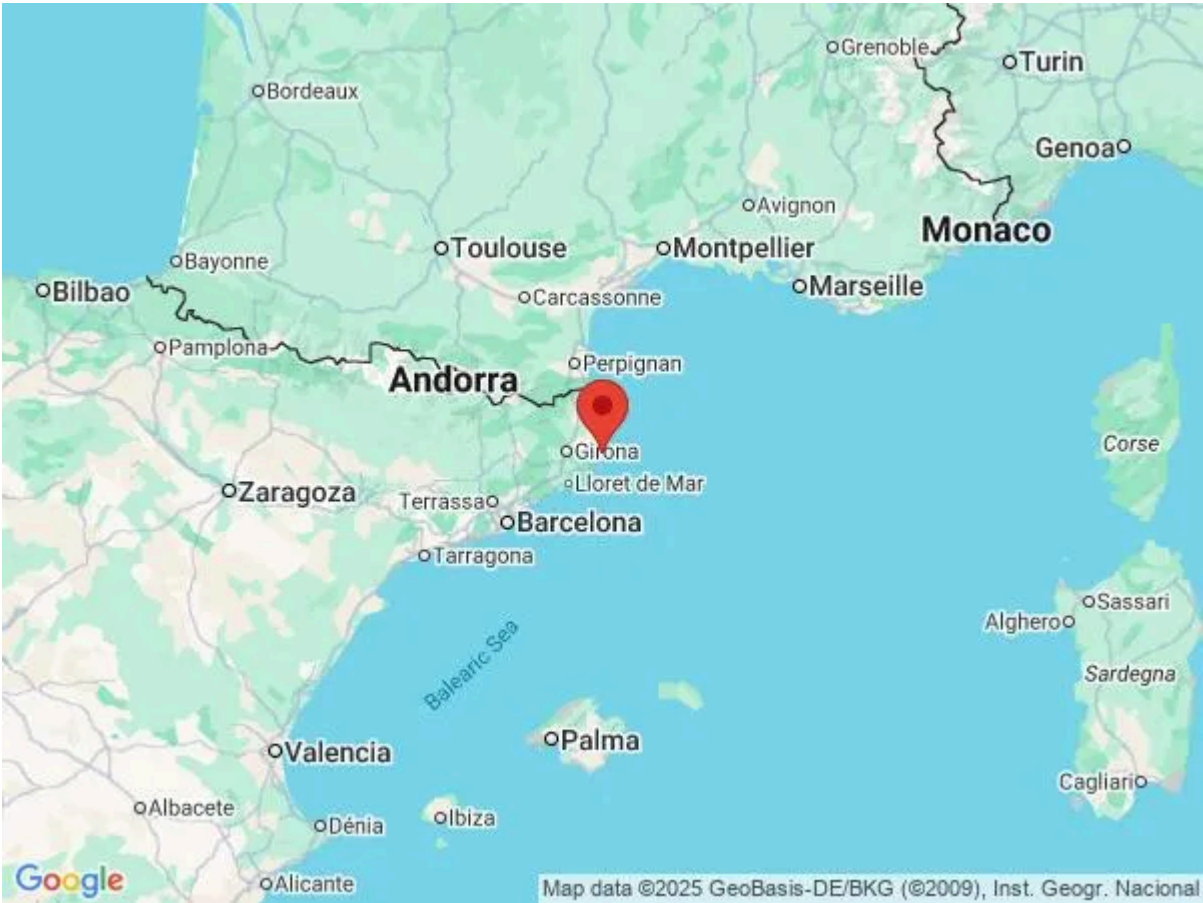 Grenoble
Turin
Bordeaux
Genoa
Avignon
Monaco
Toulouse
Montpellier
Bayonne
Bilbao
Marseille
Carcassonne
Pamplona
Perpignan
Andorra
Corse
Girona
Lloret de Mar
Zaragoza
Terrassa
Barcelona
Tarragona
Sassari
Alghero
Balearic Sea
Sardegna
Palma
Valencia
Cagliari
Albacete
Ibiza
Dénia
Google
Alicante
Map data ©2025 GeoBasis-DE/BKG (©2009), Inst. Geogr. Nacional